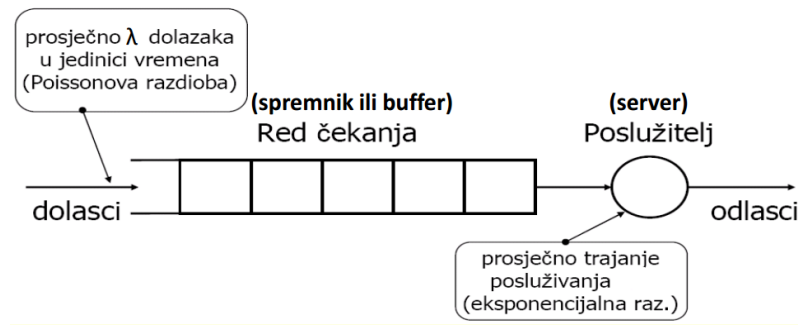 prosječno λ dolazaka
u jedinici vremena
(Poissonova razdioba)
(spremnik ili buffer)
Red čekanja
(server)
Poslužitelj
dolasci
odlasci
prosječno trajanje
posluživanja
(eksponencijalna raz.)